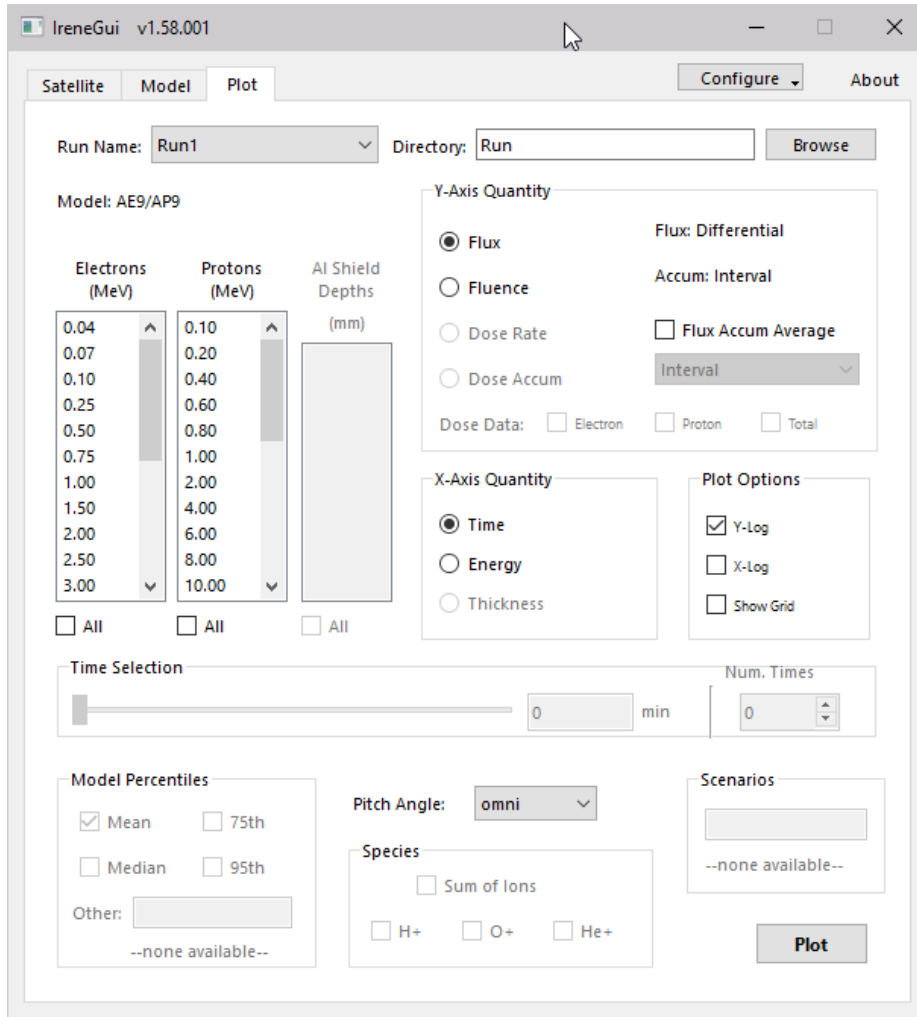 IreneGui v1.58.001
Satellite Model Plot Configure About
Run Name: Run1 Directory: Run Browse
Model: AE9/AP9
Electrons
(MeV)
0.04
0.07
0.10
0.25
0.50
0.75
1.00
1.50
2.00
2.50
3.00
All
Protons
(MeV)
0.10
0.20
0.40
0.60
0.80
1.00
2.00
4.00
6.00
8.00
10.00
All
Al Shield
Depths
(mm)
All
Y-Axis Quantity
Flux
Fluence
Dose Rate
Dose Accum
Flux: Differential
Accum: Interval
Flux Accum Average
Interval
Dose Data: Electron Proton Total
X-Axis Quantity
Time
Energy
Thickness
Plot Options
Y-Log
X-Log
Show Grid
Time Selection
0 min
Num. Times
0
Model Percentiles
Mean 75th
Median 95th
Other:
--none available--
Pitch Angle: omni
Species
Sum of Ions
H+ O+ He+
Scenarios
--none available--
Plot